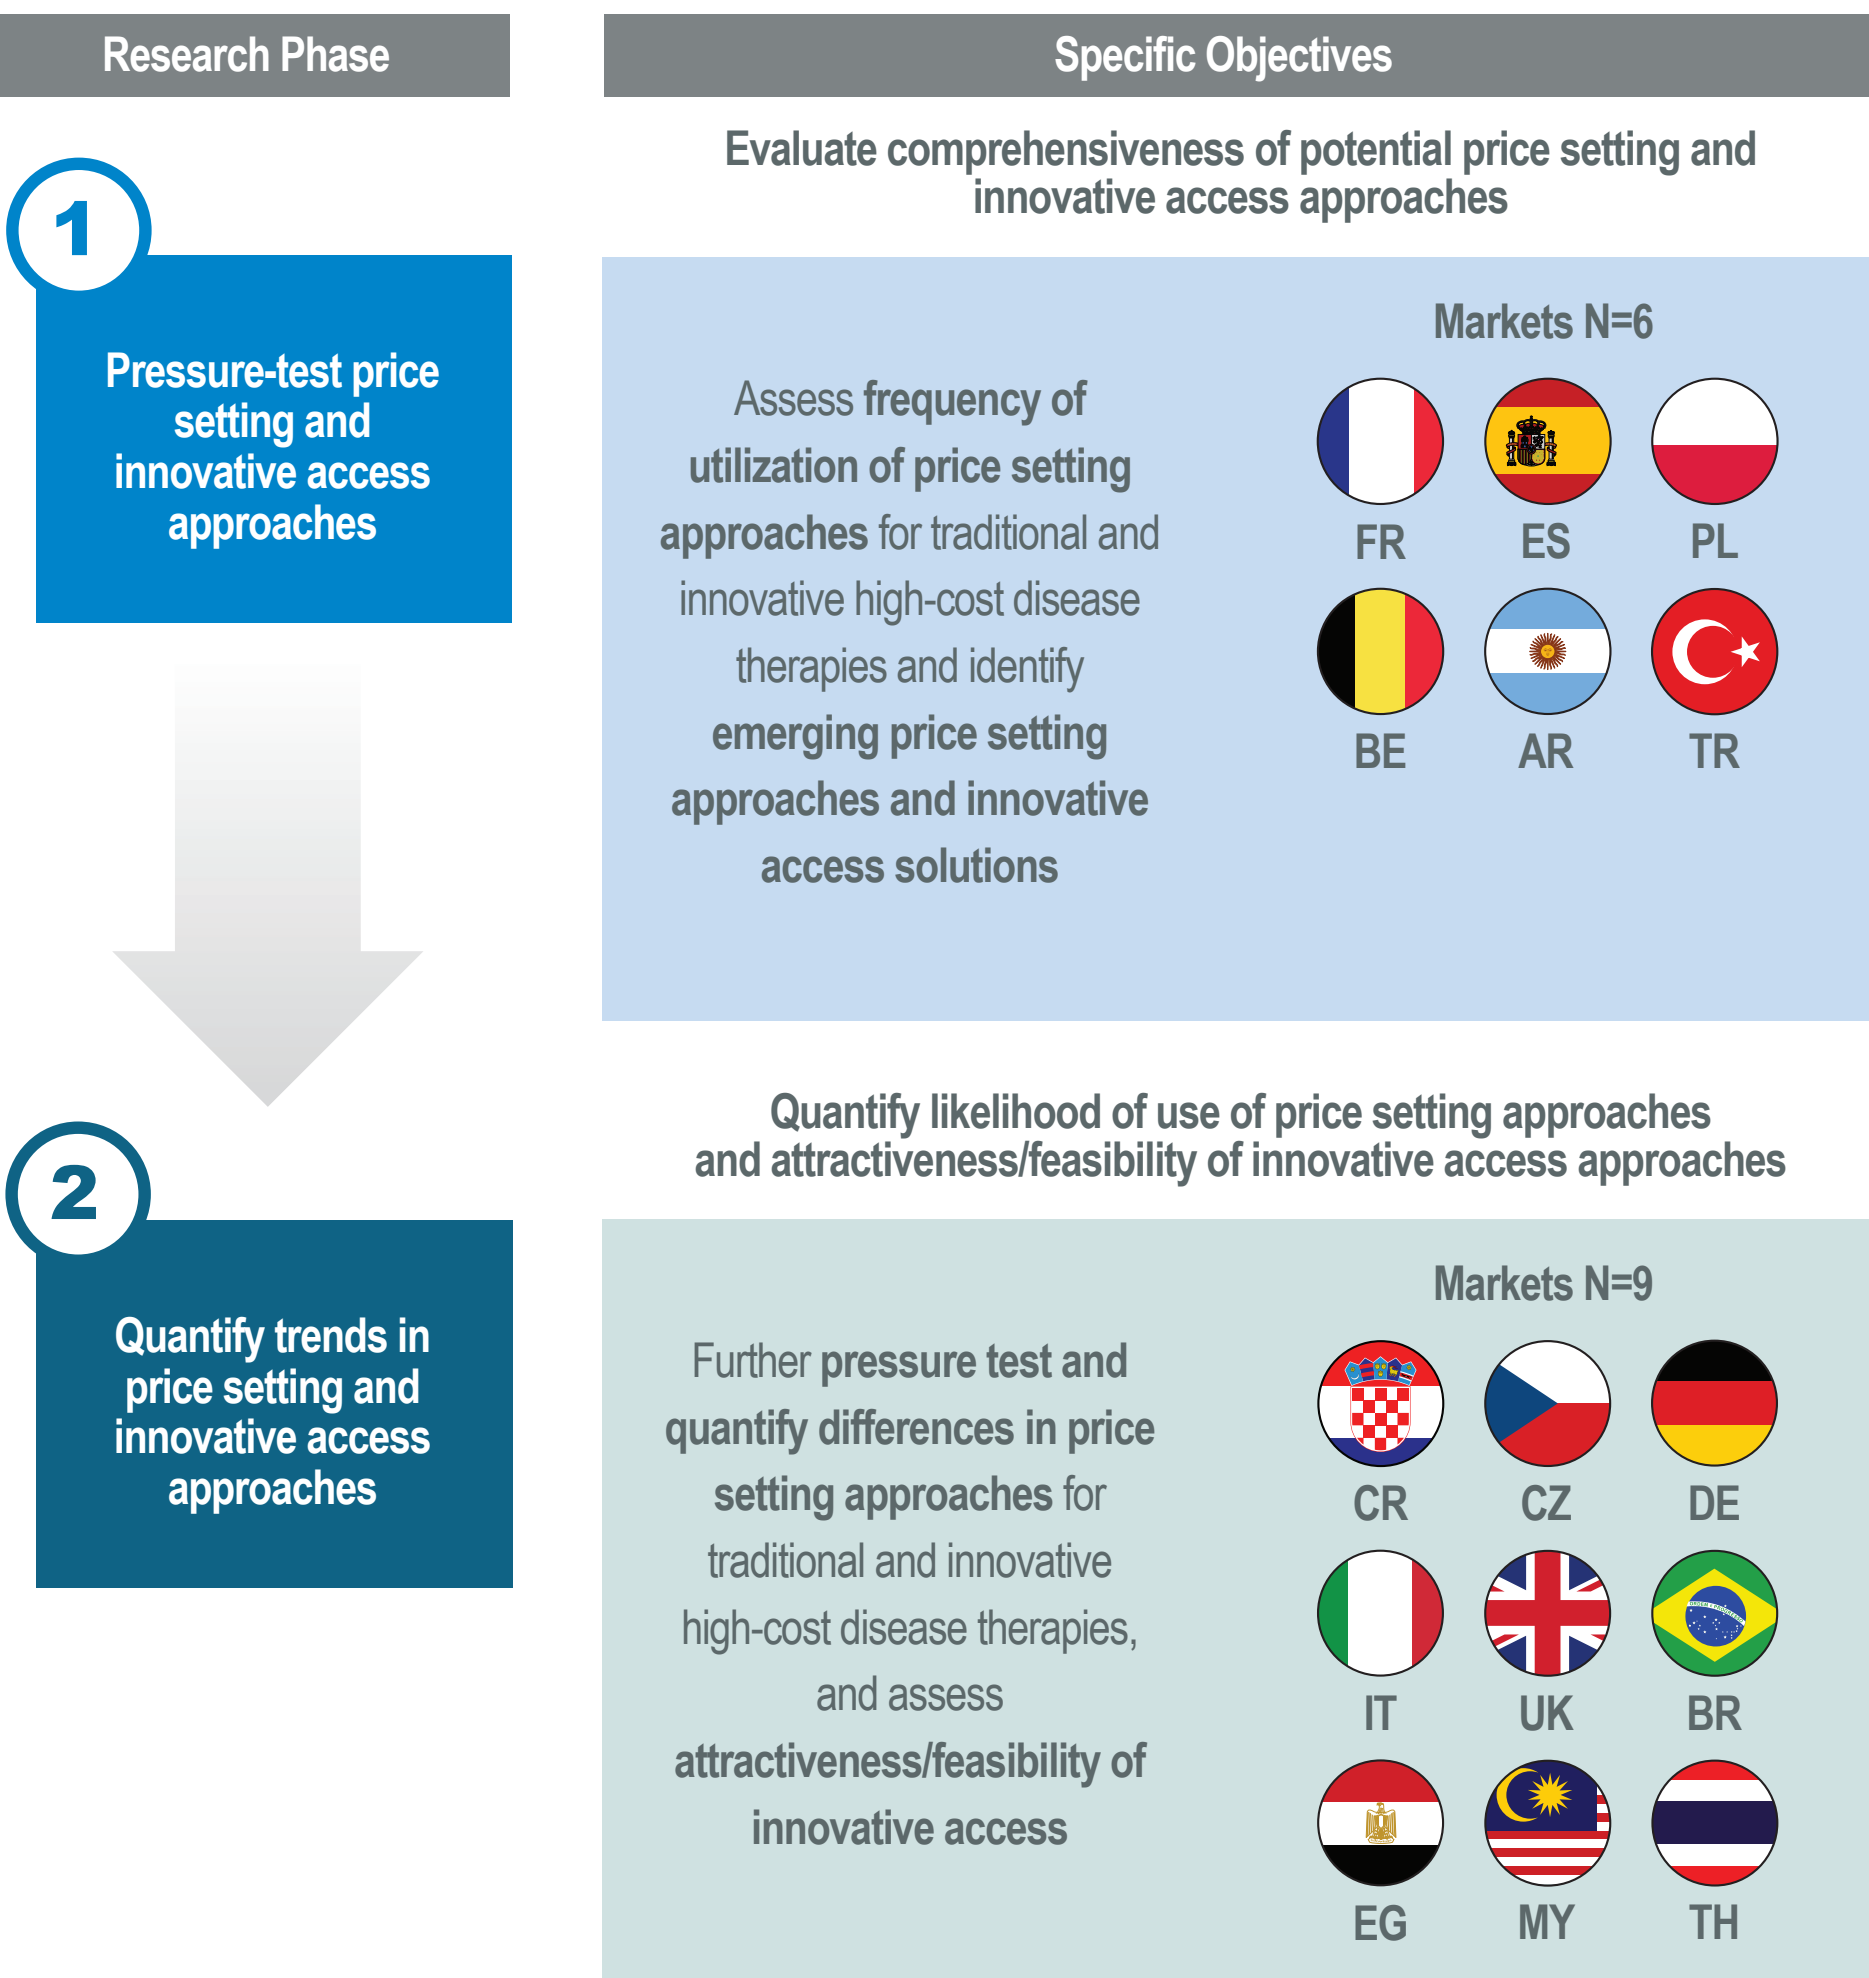 Research Phase
Specific Objectives
Evaluate comprehensiveness of potential price setting and
innovative access approaches
1
Pressure-test price
setting and
innovative access
approaches
Assess frequency of
utilization of price setting
approaches for traditional and
innovative high-cost disease
therapies and identify
emerging price setting
approaches and innovative
access solutions
Markets N=6
FR ES PL
BE AR TR
Quantify likelihood of use of price setting approaches
and attractiveness/feasibility of innovative access approaches
2
Quantify trends in
price setting and
innovative access
approaches
Further pressure test and
quantify differences in price
setting approaches for
traditional and innovative
high-cost disease therapies,
and assess
attractiveness/feasibility of
innovative access
Markets N=9
CR CZ DE
IT UK BR
EG MY TH